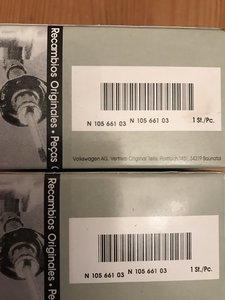 Recambios Originales • Peças
N 105 661 03 N 105 661 03 1 St./Pc.
Volkswagen AG, Vertrieb Original Teile, Postfach 1451, 34219 Baunatal
Recambios Originales • Peças
N 105 661 03 N 105 661 03 1 St./Pc.